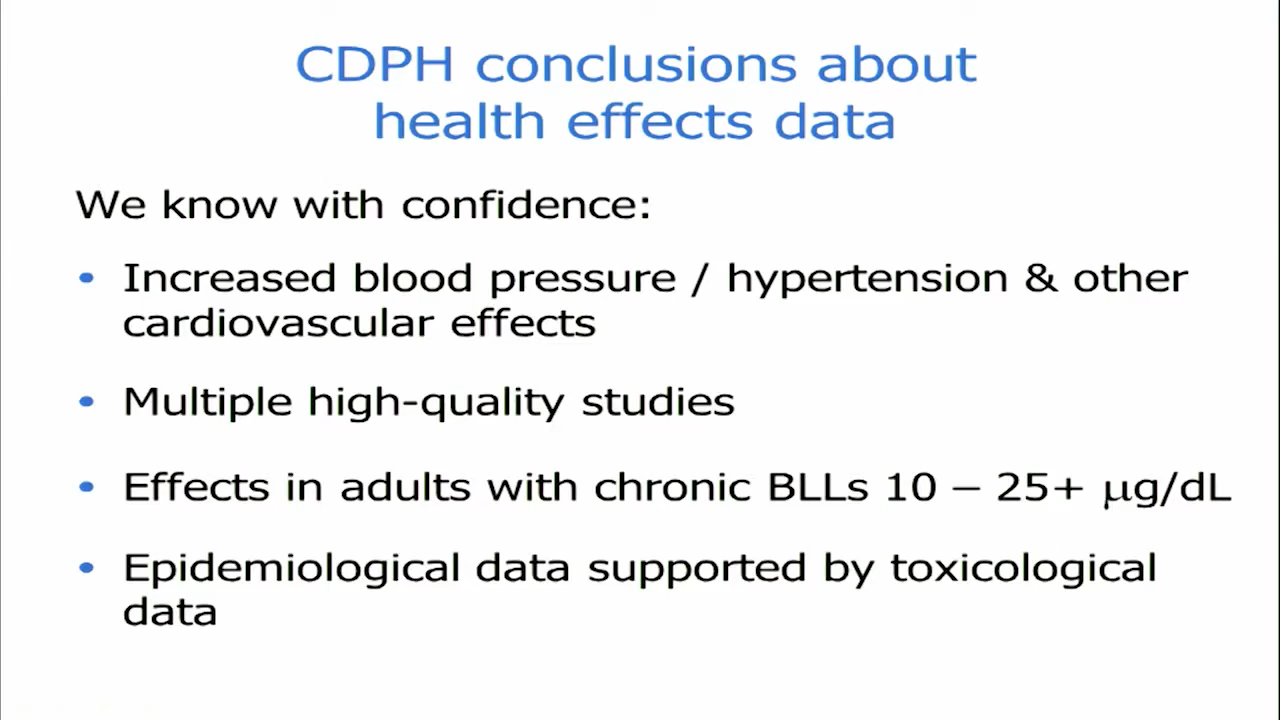 CDPH conclusions about
health effects data
We know with confidence:
• Increased blood pressure / hypertension & other
cardiovascular effects
• Multiple high-quality studies
• Effects in adults with chronic BLLs 10 – 25+ μg/dL
• Epidemiological data supported by toxicological
data